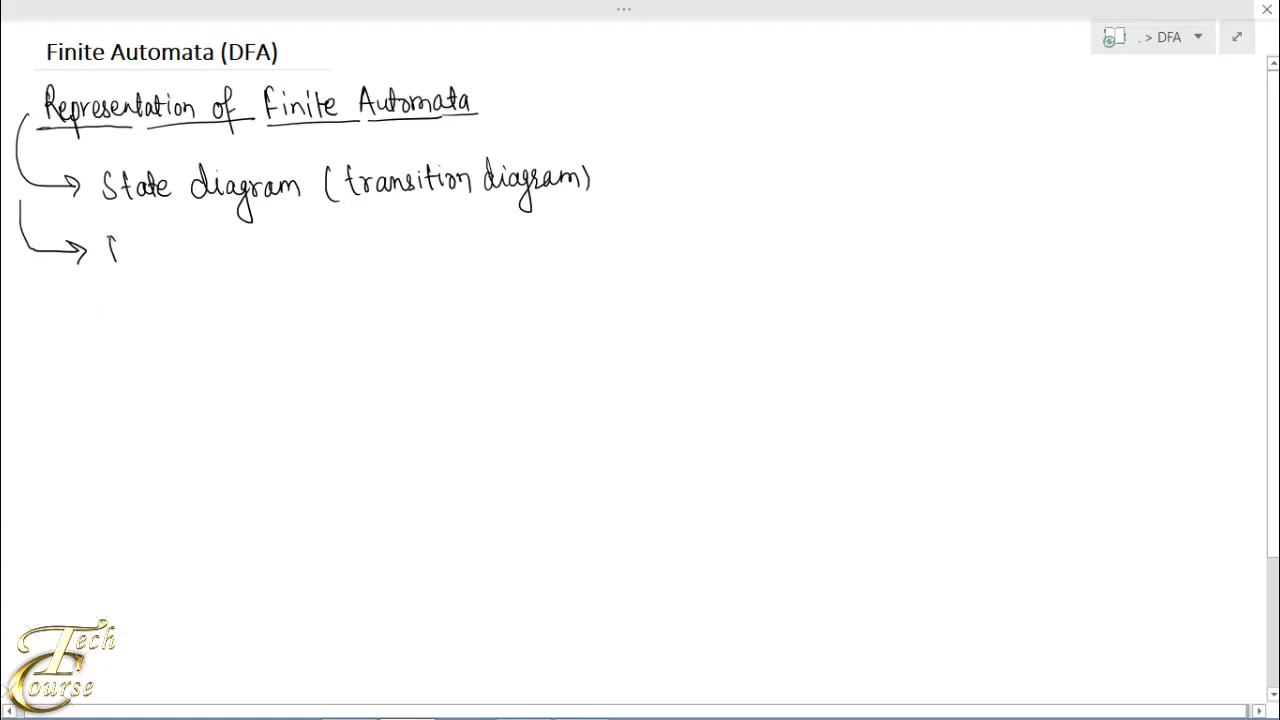 . > DFA
Finite Automata (DFA)
Representation of Finite Automata
State diagram (transition diagram)
Tech
Course